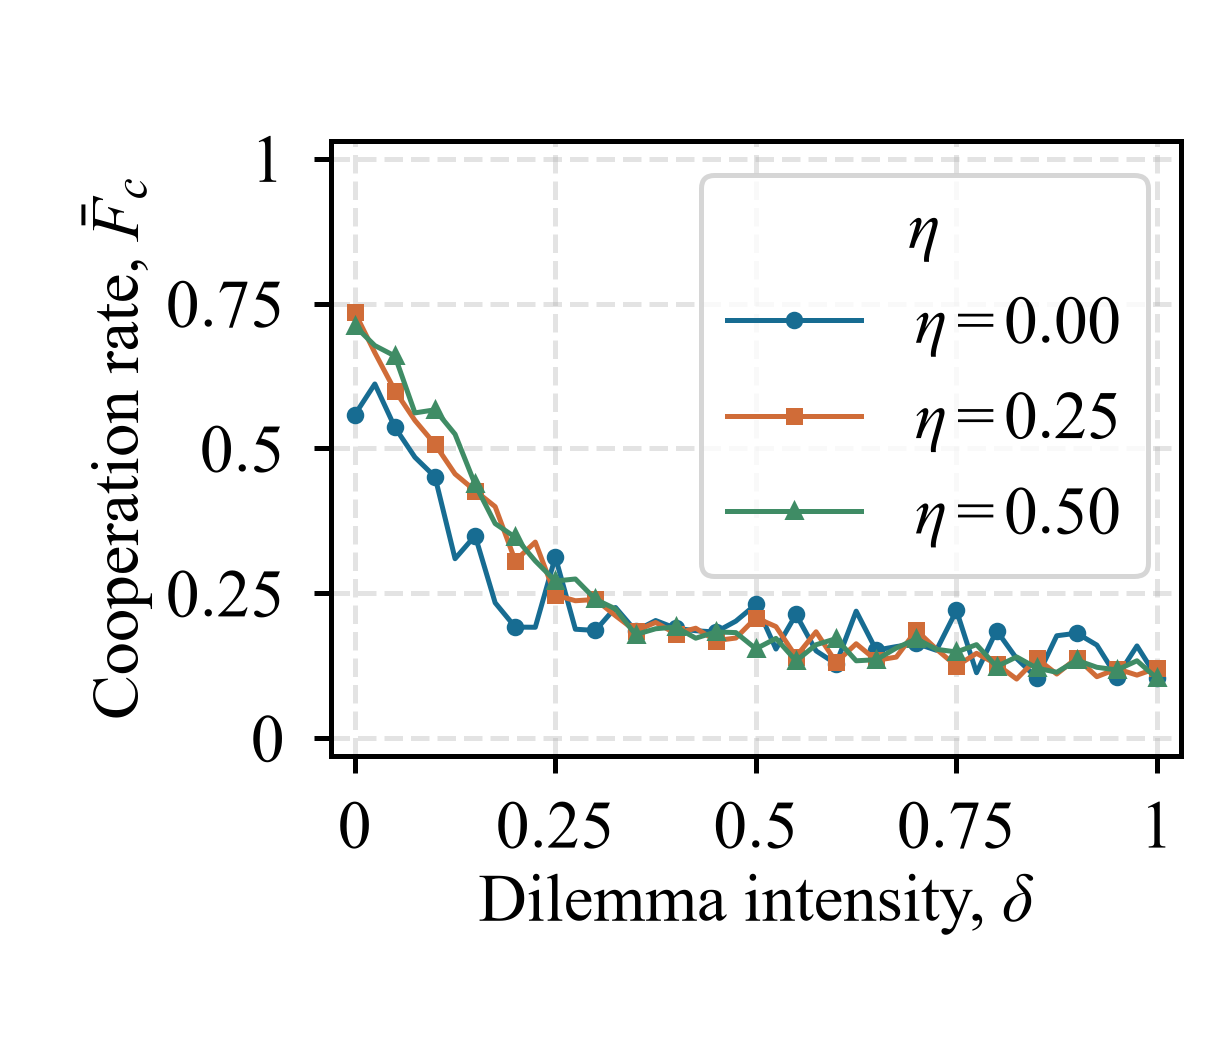 Cooperation rate, F̄_c
1
0.75
0.5
0.25
0
η
η = 0.00
η = 0.25
η = 0.50
0 0.25 0.5 0.75 1
Dilemma intensity, δ